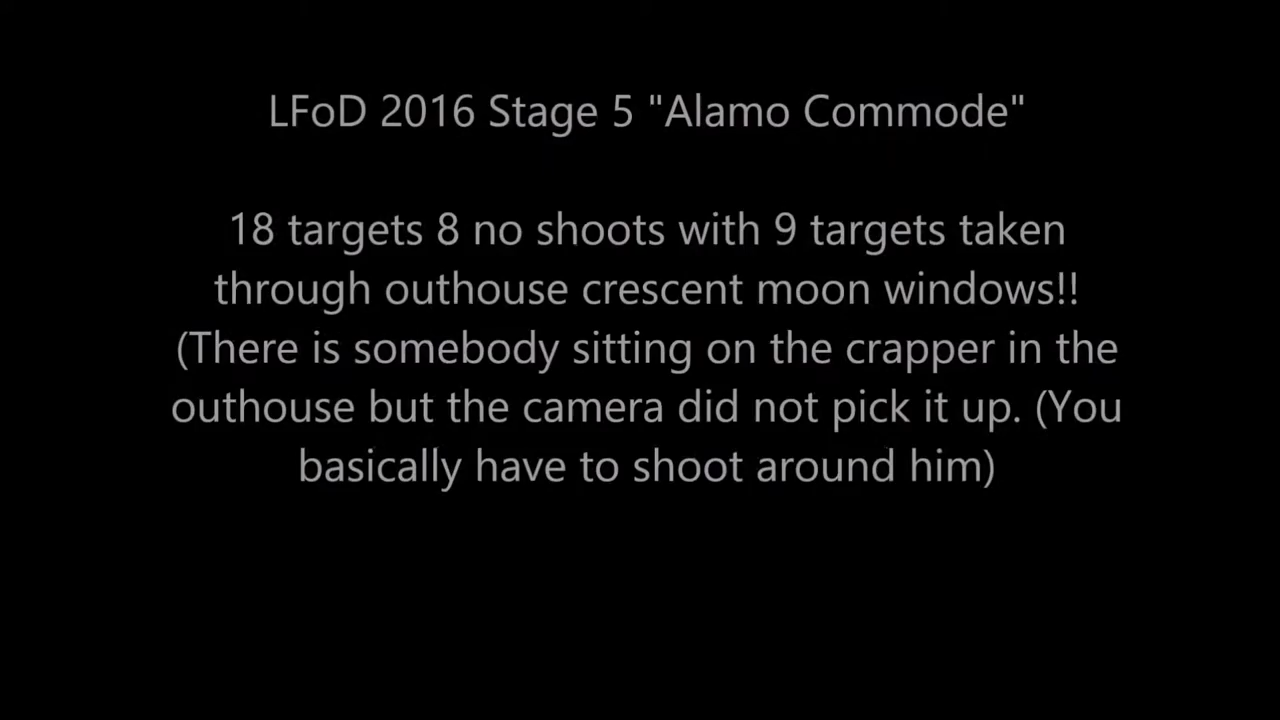 LFoD 2016 Stage 5 "Alamo Commode"
18 targets 8 no shoots with 9 targets taken
through outhouse crescent moon windows!!
(There is somebody sitting on the crapper in the
outhouse but the camera did not pick it up. (You
basically have to shoot around him)